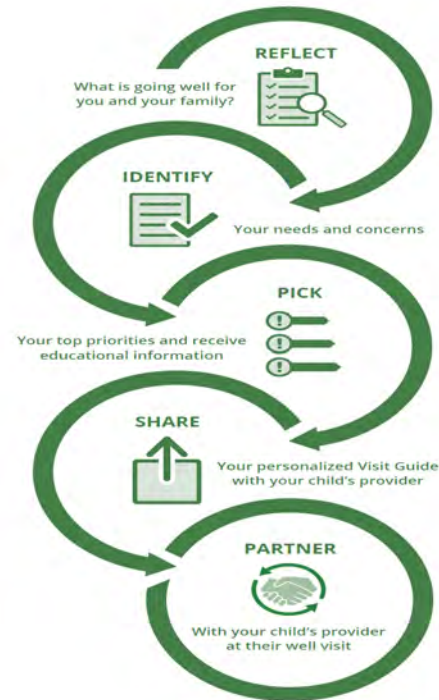 REFLECT
What is going well for
you and your family?
IDENTIFY
Your needs and concerns
PICK
Your top priorities and receive
educational information
SHARE
Your personalized Visit Guide
with your child's provider
PARTNER
With your child's provider
at their well visit